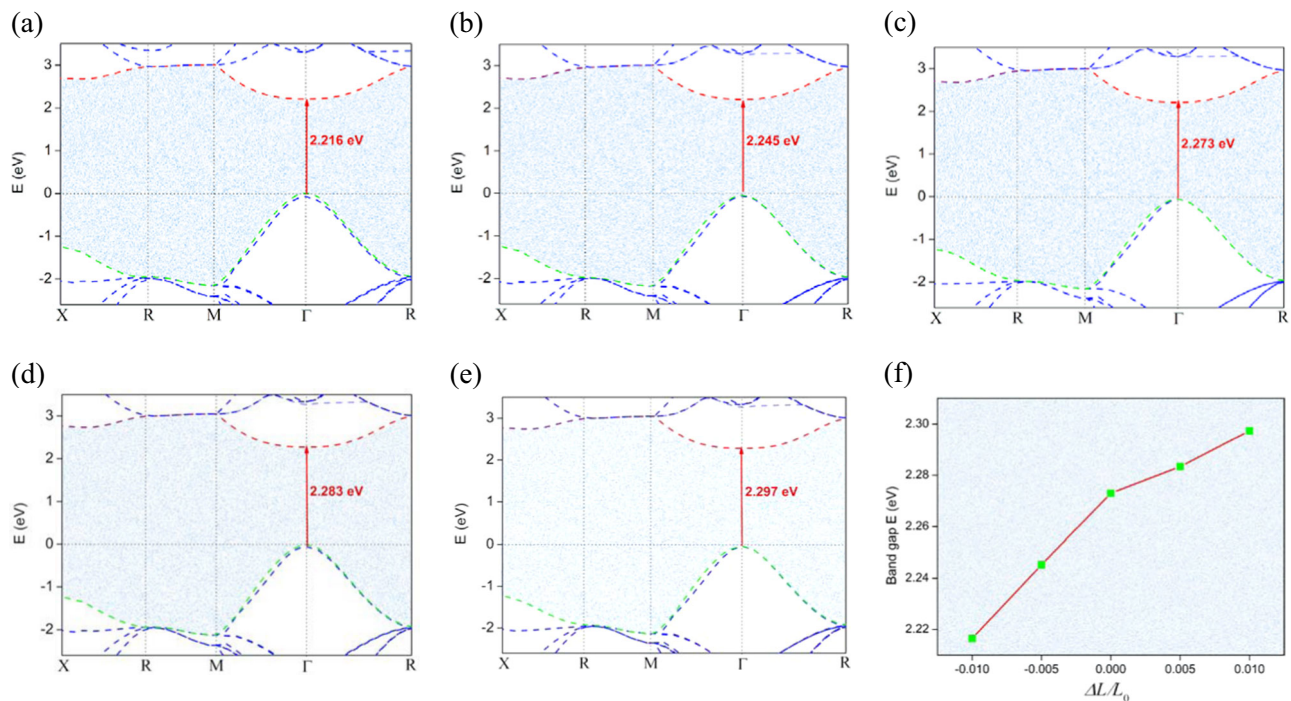 (a)
3
2
1
0
-1
-2
E (eV)
2.216 eV
X R M Γ R
(b)
3
2
1
0
-1
-2
E (eV)
2.245 eV
X R M Γ R
(c)
3
2
1
0
-1
-2
E (eV)
2.273 eV
X R M Γ R
(d)
3
2
1
0
-1
-2
E (eV)
2.283 eV
X R M Γ R
(e)
3
2
1
0
-1
-2
E (eV)
2.297 eV
X R M Γ R
(f)
2.30
2.28
2.26
2.24
2.22
Band gap E (eV)
-0.010 -0.005 0.000 0.005 0.010
ΔL/L₀